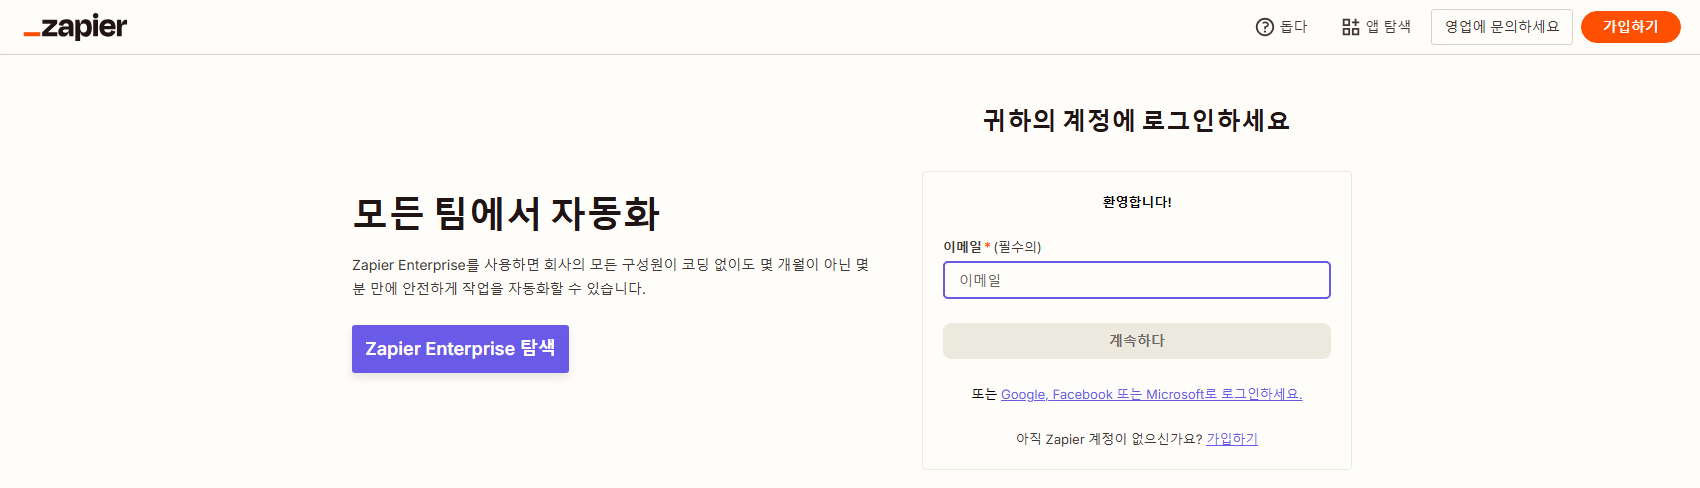 zapier
돕다
앱 탐색
영업에 문의하세요
가입하기
모든 팀에서 자동화
Zapier Enterprise를 사용하면 회사의 모든 구성원이 코딩 없이도 몇 개월이 아닌 몇
분 만에 안전하게 작업을 자동화할 수 있습니다.
Zapier Enterprise 탐색
귀하의 계정에 로그인하세요
환영합니다!
이메일 * (필수의)
이메일
계속하다
또는 Google, Facebook 또는 Microsoft로 로그인하세요.
아직 Zapier 계정이 없으신가요? 가입하기